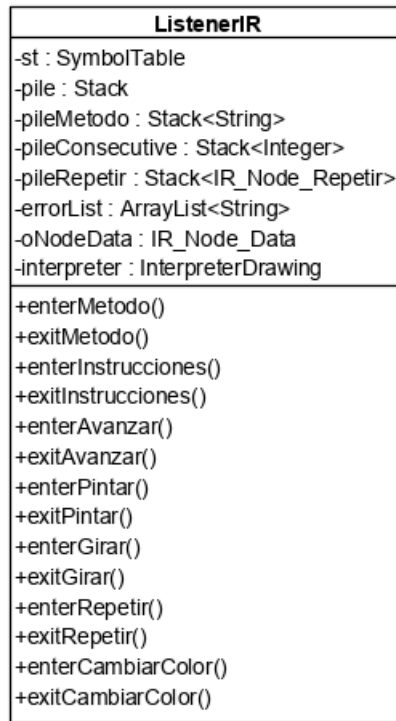 ListenerIR
-st : SymbolTable
-pile : Stack
-pileMetodo : Stack<String>
-pileConsecutive : Stack<Integer>
-pileRepetir : Stack<IR_Node_Repetir>
-errorList : ArrayList<String>
-oNodeData : IR_Node_Data
-interpreter : InterpreterDrawing
+enterMetodo()
+exitMetodo()
+enterInstrucciones()
+exitInstrucciones()
+enterAvanzar()
+exitAvanzar()
+enterPintar()
+exitPintar()
+enterGirar()
+exitGirar()
+enterRepetir()
+exitRepetir()
+enterCambiarColor()
+exitCambiarColor()